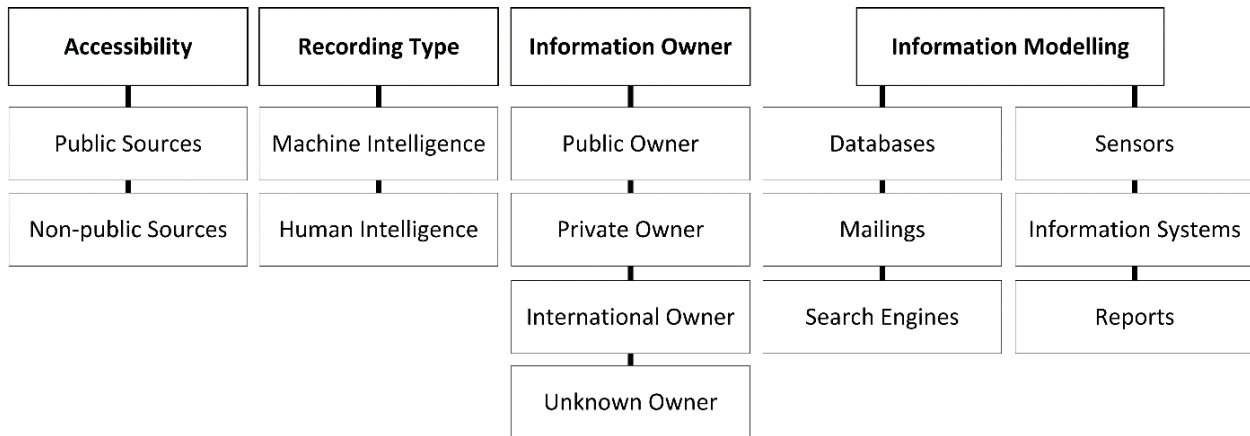 Accessibility
Public Sources
Non-public Sources
Recording Type
Machine Intelligence
Human Intelligence
Information Owner
Public Owner
Private Owner
International Owner
Unknown Owner
Information Modelling
Databases
Mailings
Search Engines
Sensors
Information Systems
Reports